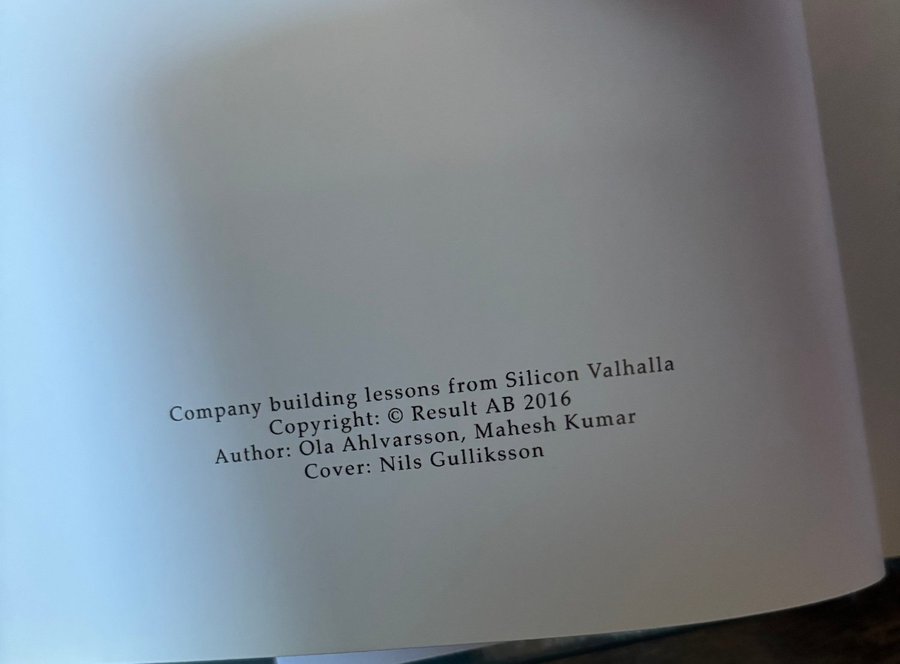 Company building lessons from Silicon Valhalla
Copyright: © Result AB 2016
Author: Ola Ahlvarsson, Mahesh Kumar
Cover: Nils Gulliksson